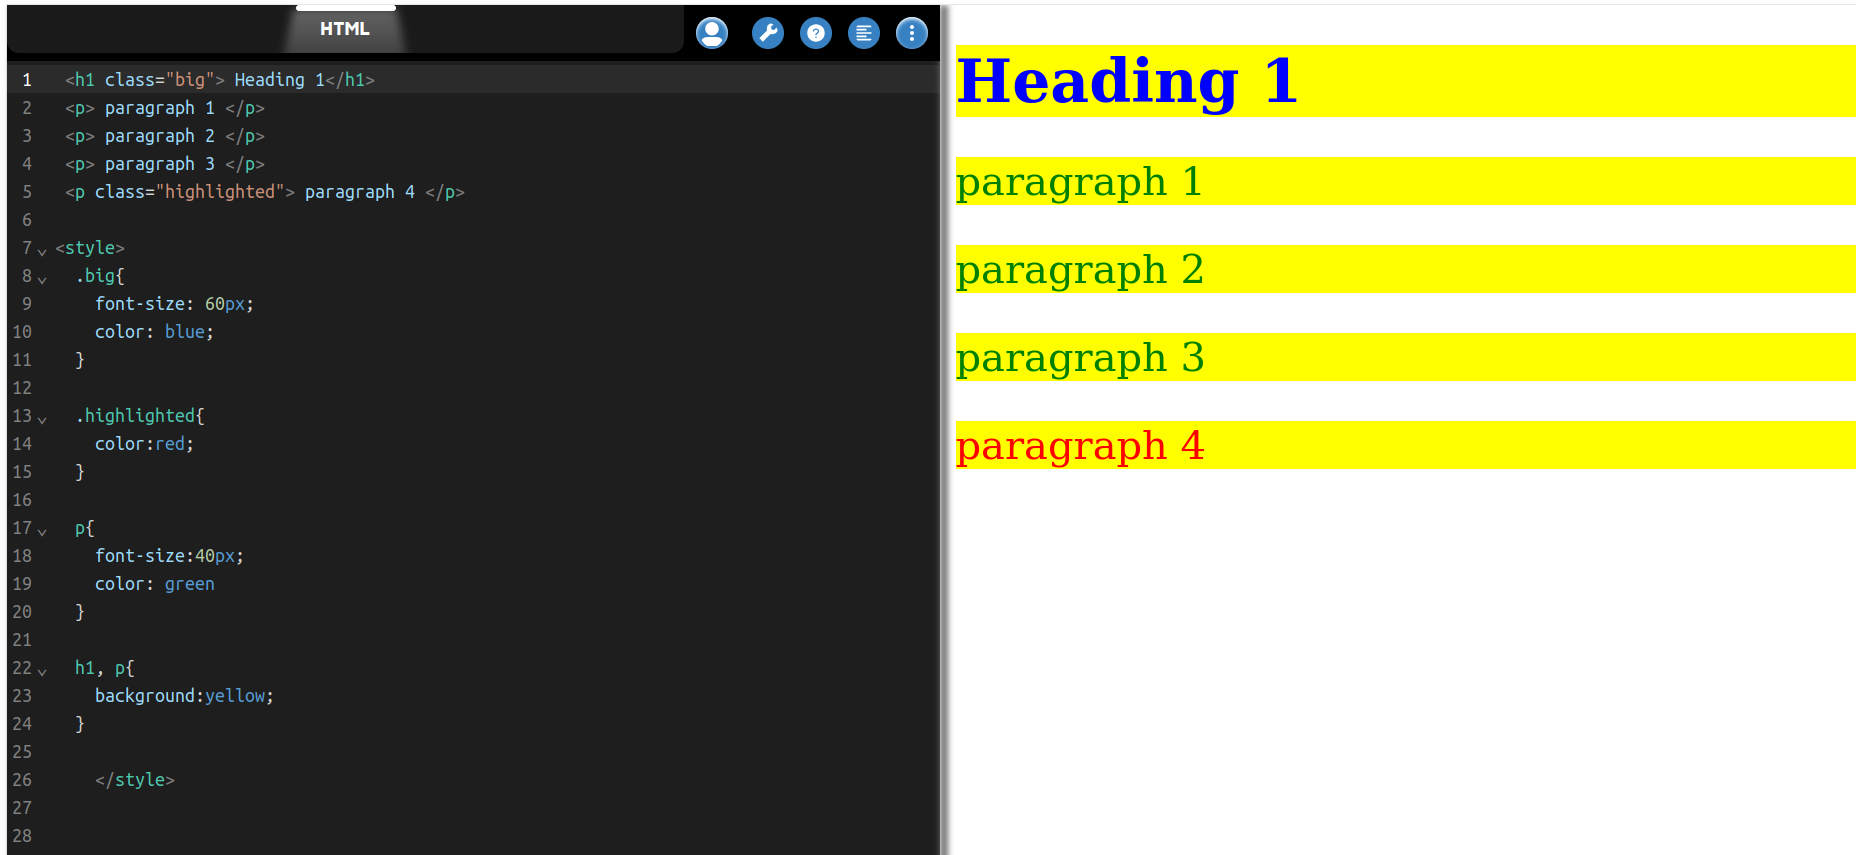 HTML
1 <h1 class="big"> Heading 1</h1>
2 <p> paragraph 1 </p>
3 <p> paragraph 2 </p>
4 <p> paragraph 3 </p>
5 <p class="highlighted"> paragraph 4 </p>
6
7 <style>
8 .big{
9 font-size: 60px;
10 color: blue;
11 }
12
13 .highlighted{
14 color:red;
15 }
16
17 p{
18 font-size:40px;
19 color: green
20 }
21
22 h1, p{
23 background:yellow;
24 }
25
26 </style>
27
28
Heading 1
paragraph 1
paragraph 2
paragraph 3
paragraph 4